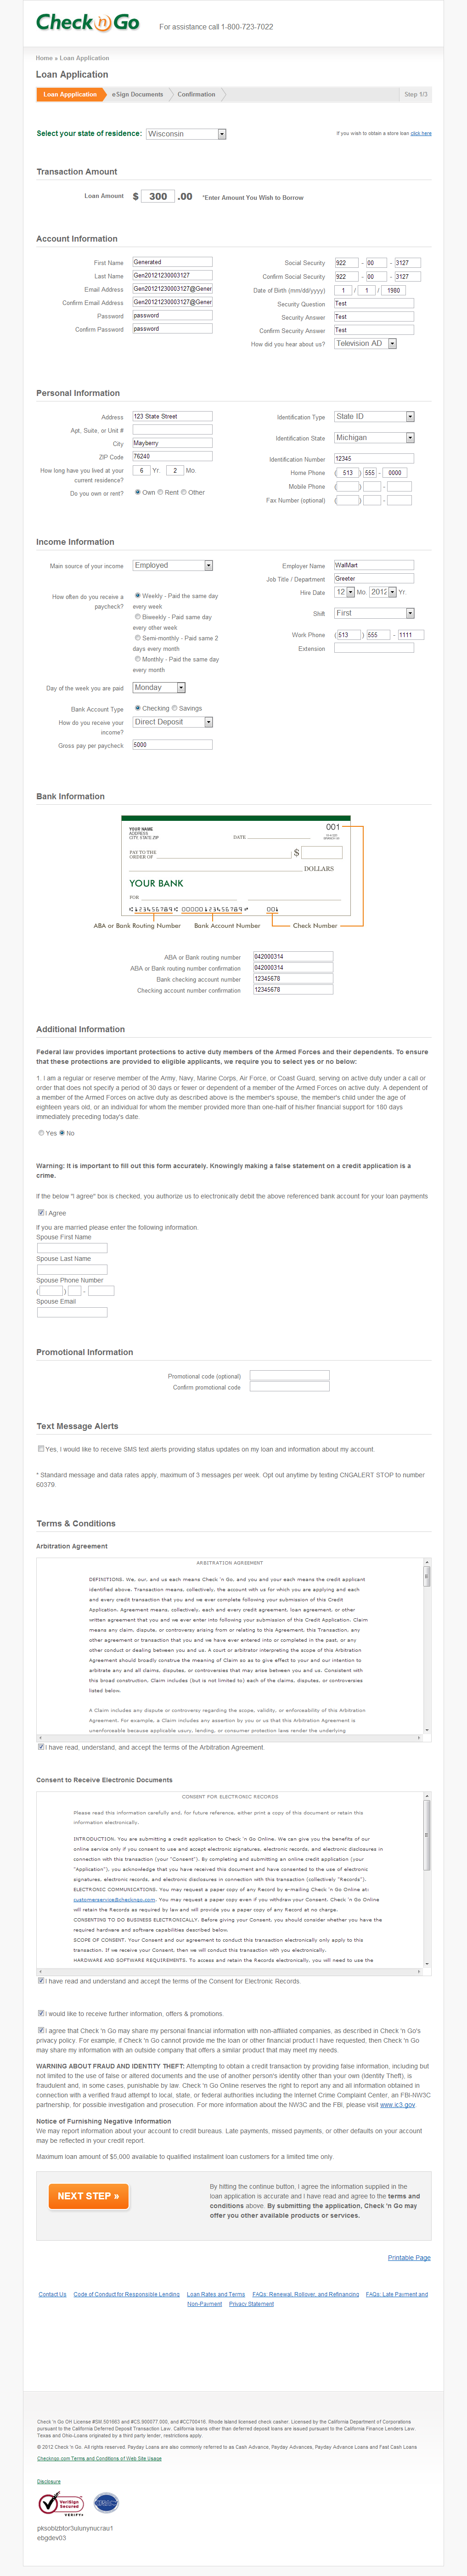 Check 'n Go
For assistance call 1-800-723-7022
Home » Loan Application
Loan Application
Loan Appplication
eSign Documents
Confirmation
Step 1/3
Select your state of residence: Wisconsin
If you wish to obtain a store loan click here
Transaction Amount
Loan Amount $ 300 .00 *Enter Amount You Wish to Borrow
Account Information
First Name Generated
Last Name Gen20121230003127
Email Address Gen20121230003127@Gener
Confirm Email Address Gen20121230003127@Gener
Password password
Confirm Password password
Social Security 922 - 00 - 3127
Confirm Social Security 922 - 00 - 3127
Date of Birth (mm/dd/yyyy) 1 / 1 / 1980
Security Question Test
Security Answer Test
Confirm Security Answer Test
How did you hear about us? Television AD
Personal Information
Address 123 State Street
Apt, Suite, or Unit #
City Mayberry
ZIP Code 76240
How long have you lived at your
current residence? 6 Yr. 2 Mo.
Do you own or rent? Own Rent Other
Identification Type State ID
Identification State Michigan
Identification Number 12345
Home Phone ( 513 ) 555 - 0000
Mobile Phone ( ) -
Fax Number (optional) ( ) -
Income Information
Main source of your income Employed
How often do you receive a
paycheck?
Weekly - Paid the same day
every week
Biweekly - Paid same day
every other week
Semi-monthly - Paid same 2
days every month
Monthly - Paid the same day
every month
Day of the week you are paid Monday
Bank Account Type Checking Savings
How do you receive your
income? Direct Deposit
Gross pay per paycheck 5000
Employer Name WalMart
Job Title / Department Greeter
Hire Date 12 Mo. 2012 Yr.
Shift First
Work Phone ( 513 ) 555 - 1111
Extension
Bank Information
YOUR NAME
ADDRESS
CITY, STATE ZIP
DATE
001
PAY TO THE
ORDER OF $
DOLLARS
YOUR BANK
FOR
123456789 00000123456789 001
ABA or Bank Routing Number
Bank Account Number
Check Number
ABA or Bank routing number 042000314
ABA or Bank routing number confirmation 042000314
Bank checking account number 12345678
Checking account number confirmation 12345678
Additional Information
Federal law provides important protections to active duty members of the Armed Forces and their dependents. To ensure
that these protections are provided to eligible applicants, we require you to select yes or no below:
1. I am a regular or reserve member of the Army, Navy, Marine Corps, Air Force, or Coast Guard, serving on active duty under a call or
order that does not specify a period of 30 days or fewer or dependent of a member of the Armed Forces on active duty. A dependent of
a member of the Armed Forces on active duty as described above is the member's spouse, the member's child under the age of
eighteen years old, or an individual for whom the member provided more than one-half of his/her financial support for 180 days
immediately preceding today's date.
Yes No
Warning: It is important to fill out this form accurately. Knowingly making a false statement on a credit application is a
crime.
If the below "I agree" box is checked, you authorize us to electronically debit the above referenced bank account for your loan payments
I Agree
If you are married please enter the following information.
Spouse First Name
Spouse Last Name
Spouse Phone Number
( ) -
Spouse Email
Promotional Information
Promotional code (optional)
Confirm promotional code
Text Message Alerts
Yes, I would like to receive SMS text alerts providing status updates on my loan and information about my account.
* Standard message and data rates apply, maximum of 3 messages per week. Opt out anytime by texting CNGALERT STOP to number
60379.
Terms & Conditions
Arbitration Agreement
ARBITRATION AGREEMENT
DEFINITIONS. We, our, and us each means Check 'n Go, and you and your each means the credit applicant
identified above. Transaction means, collectively, the account with us for which you are applying and each
and every credit transaction that you and we ever complete following your submission of this Credit
Application. Agreement means, collectively, each and every credit agreement, loan agreement, or other
written agreement that you and we ever enter into following your submission of this Credit Application. Claim
means any claim, dispute, or controversy arising from or relating to this Agreement, this Transaction, any
other agreement or transaction that you and we have ever entered into or completed in the past, or any
other conduct or dealing between you and us. A court or arbitrator interpreting the scope of this Arbitration
Agreement should broadly construe the meaning of Claim so as to give effect to your and our intention to
arbitrate any and all claims, disputes, or controversies that may arise between you and us. Consistent with
this broad construction, Claim includes (but is not limited to) each of the claims, disputes, or controversies
listed below.
A Claim includes any dispute or controversy regarding the scope, validity, or enforceability of this Arbitration
Agreement. For example, a Claim includes any assertion by you or us that this Arbitration Agreement is
unenforceable because applicable usury, lending, or consumer protection laws render the underlying
I have read, understand, and accept the terms of the Arbitration Agreement.
Consent to Receive Electronic Documents
CONSENT FOR ELECTRONIC RECORDS
Please read this information carefully and, for future reference, either print a copy of this document or retain this
information electronically.
INTRODUCTION. You are submitting a credit application to Check 'n Go Online. We can give you the benefits of our
online service only if you consent to use and accept electronic signatures, electronic records, and electronic disclosures in
connection with this transaction (your "Consent"). By completing and submitting an online credit application (your
"Application"), you acknowledge that you have received this document and have consented to the use of electronic
signatures, electronic records, and electronic disclosures in connection with this transaction (collectively "Records").
ELECTRONIC COMMUNICATIONS. You may request a paper copy of any Record by e-mailing Check 'n Go Online at:
customerservice@checkngo.com. You may request a paper copy even if you withdraw your Consent. Check 'n Go Online
will retain the Records as required by law and will provide you a paper copy of any Record at no charge.
CONSENTING TO DO BUSINESS ELECTRONICALLY. Before giving your Consent, you should consider whether you have the
required hardware and software capabilities described below.
SCOPE OF CONSENT. Your Consent and our agreement to conduct this transaction electronically only apply to this
transaction. If we receive your Consent, then we will conduct this transaction with you electronically.
HARDWARE AND SOFTWARE REQUIREMENTS. To access and retain the Records electronically, you will need to use the
I have read and understand and accept the terms of the Consent for Electronic Records.
I would like to receive further information, offers & promotions.
I agree that Check 'n Go may share my personal financial information with non-affiliated companies, as described in Check 'n Go's
privacy policy. For example, if Check 'n Go cannot provide me the loan or other financial product I have requested, then Check 'n Go
may share my information with an outside company that offers a similar product that may meet my needs.
WARNING ABOUT FRAUD AND IDENTITY THEFT: Attempting to obtain a credit transaction by providing false information, including but
not limited to the use of false or altered documents and the use of another person's identity other than your own (Identity Theft), is
fraudulent and, in some cases, punishable by law. Check 'n Go Online reserves the right to report any and all information obtained in
connection with a verified fraud attempt to local, state, or federal authorities including the Internet Crime Complaint Center, an FBI-NW3C
partnership, for possible investigation and prosecution. For more information about the NW3C and the FBI, please visit www.ic3.gov.
Notice of Furnishing Negative Information
We may report information about your account to credit bureaus. Late payments, missed payments, or other defaults on your account
may be reflected in your credit report.
Maximum loan amount of $5,000 available to qualified installment loan customers for a limited time only.
NEXT STEP »
By hitting the continue button, I agree the information supplied in the
loan application is accurate and I have read and agree to the terms and
conditions above. By submitting the application, Check 'n Go may
offer you other available products or services.
Printable Page
Contact Us Code of Conduct for Responsible Lending Loan Rates and Terms FAQs: Renewal, Rollover, and Refinancing FAQs: Late Payment and
Non-Payment Privacy Statement
Check 'n Go OH License #SM.501683 and #CS.900077.000, and #CC700416. Rhode Island licensed check casher. Licensed by the California Department of Corporations
pursuant to the California Deferred Deposit Transaction Law. California loans other than deferred deposit loans are issued pursuant to the California Finance Lenders Law.
Texas and Ohio-Loans originated by a third party lender, restrictions apply.
© 2012 Check 'n Go. All rights reserved. Payday Loans are also commonly referred to as Cash Advance, Payday Advances, Payday Advance Loans and Fast Cash Loans
Checkngo.com Terms and Conditions of Web Site Usage
Disclosure
VeriSign
Secured
VERIFY
pksoblzbtor3ulunynucrau1
ebgdev03